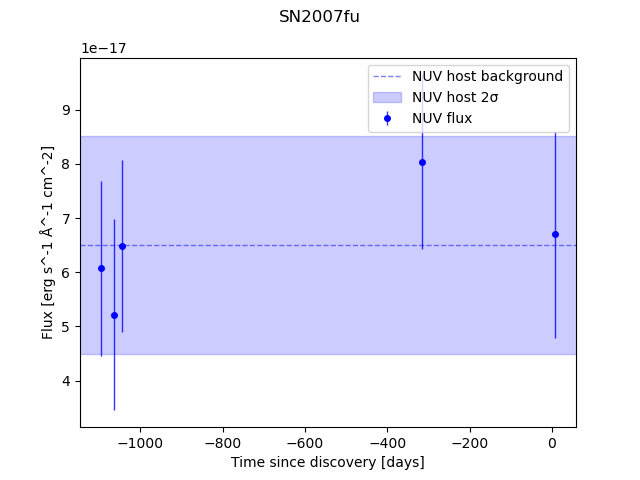 SN2007fu
1e−17
NUV host background
NUV host 2σ
NUV flux
9
8
7
6
5
4
Flux [erg s^-1 Å^-1 cm^-2]
−1000
−800
−600
−400
−200
0
Time since discovery [days]